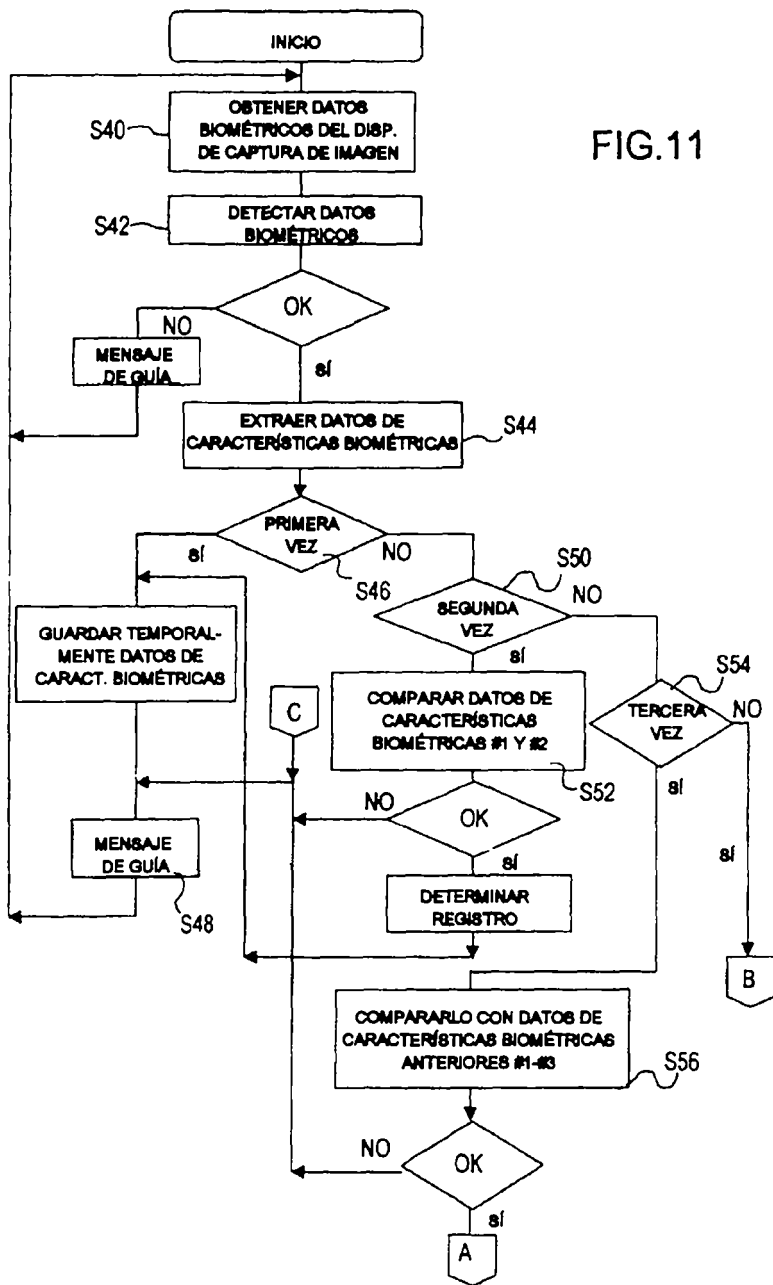 INICIO
S40
OBTENER DATOS
BIOMÉTRICOS DEL DISP.
DE CAPTURA DE IMAGEN
FIG.11
S42
DETECTAR DATOS
BIOMÉTRICOS
OK
NO
MENSAJE
DE GUÍA
sí
EXTRAER DATOS DE
CARACTERÍSTICAS BIOMÉTRICAS
S44
PRIMERA
VEZ
sí
NO
S46
S50
SEGUNDA
VEZ
NO
sí
GUARDAR TEMPORAL-
MENTE DATOS DE
CARACT. BIOMÉTRICAS
S54
TERCERA
VEZ
NO
sí
C
COMPARAR DATOS DE
CARACTERÍSTICAS
BIOMÉTRICAS #1 Y #2
S52
NO
OK
sí
sí
MENSAJE
DE GUÍA
S48
DETERMINAR
REGISTRO
B
COMPARARLO CON DATOS DE
CARACTERÍSTICAS BIOMÉTRICAS
ANTERIORES #1-#3
S56
NO
OK
sí
A